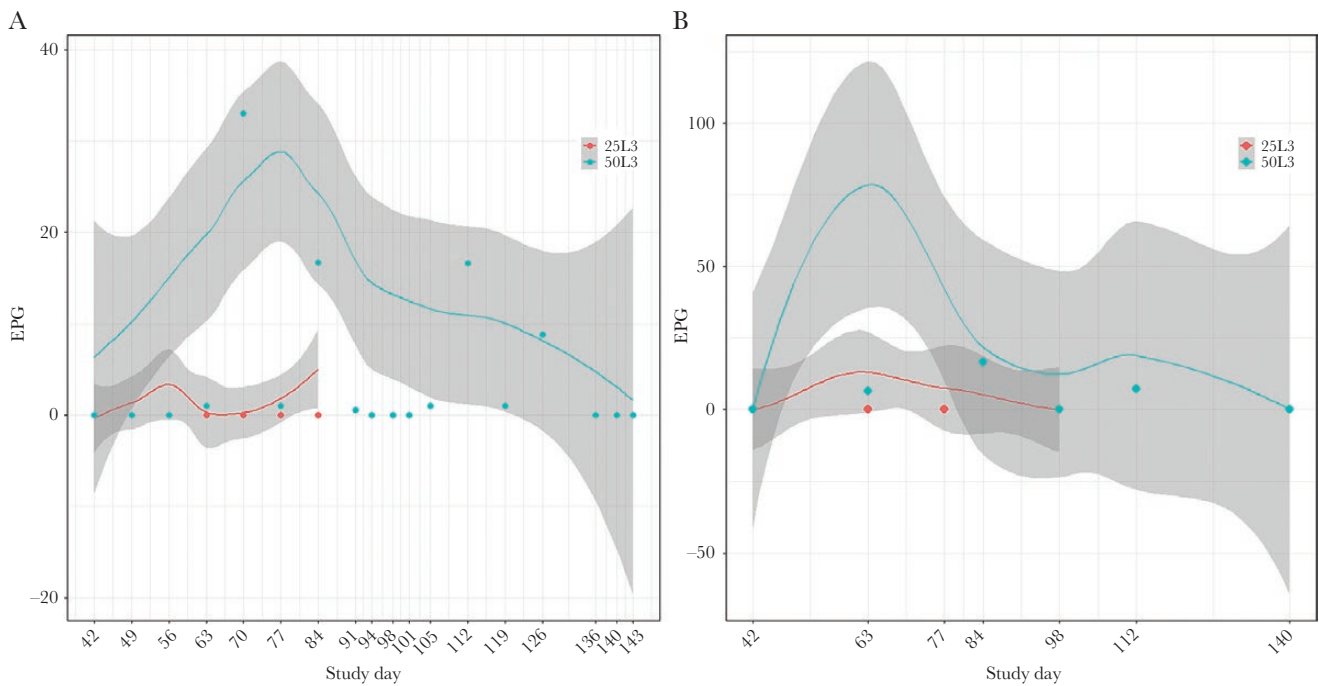 A
40
20
0
–20
EPG
25L3
50L3
42 49 56 63 70 77 84 91 94 98 101 105 112 119 126 136 140 143
Study day
B
100
50
0
–50
EPG
25L3
50L3
42 63 77 84 98 112 140
Study day